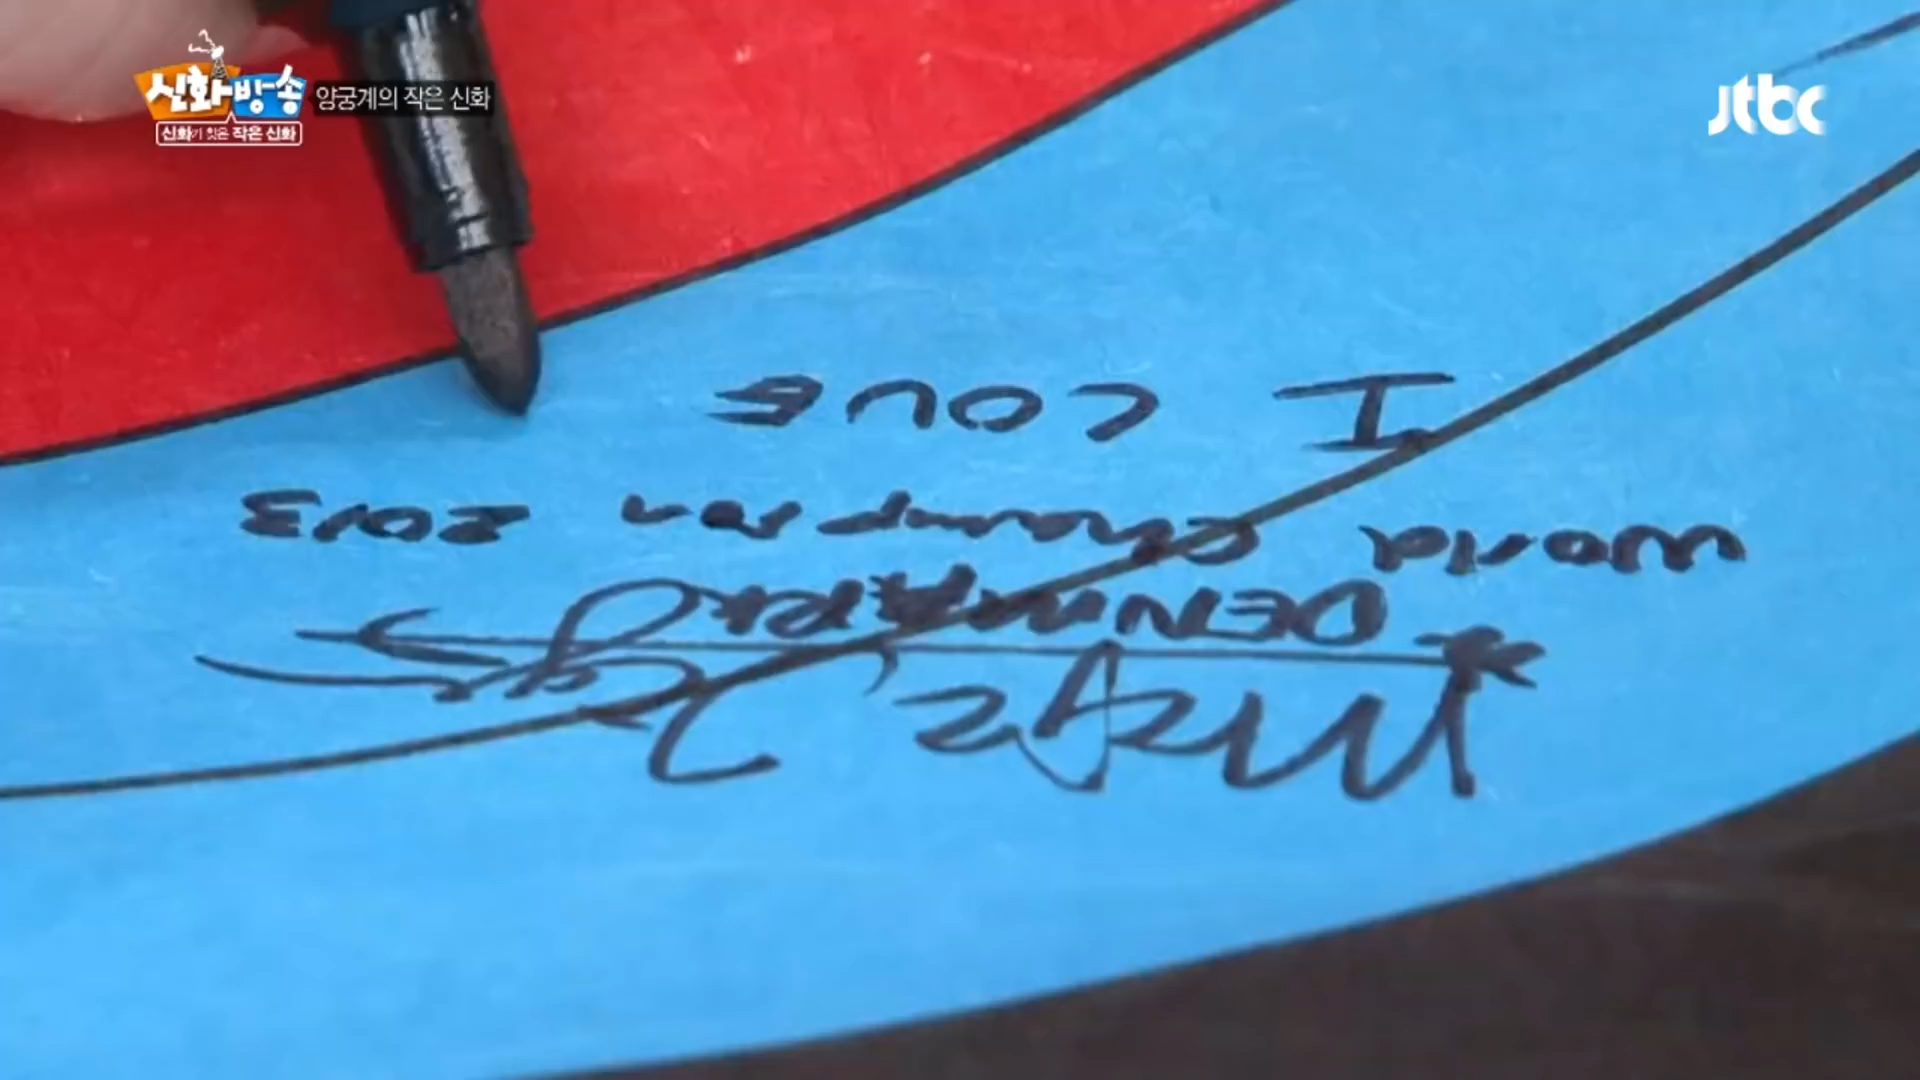 신화방송
신화가 찾은 작은 신화
양궁계의 작은 신화
jtbc
DENMARK
World Champion 2013
I LOVE